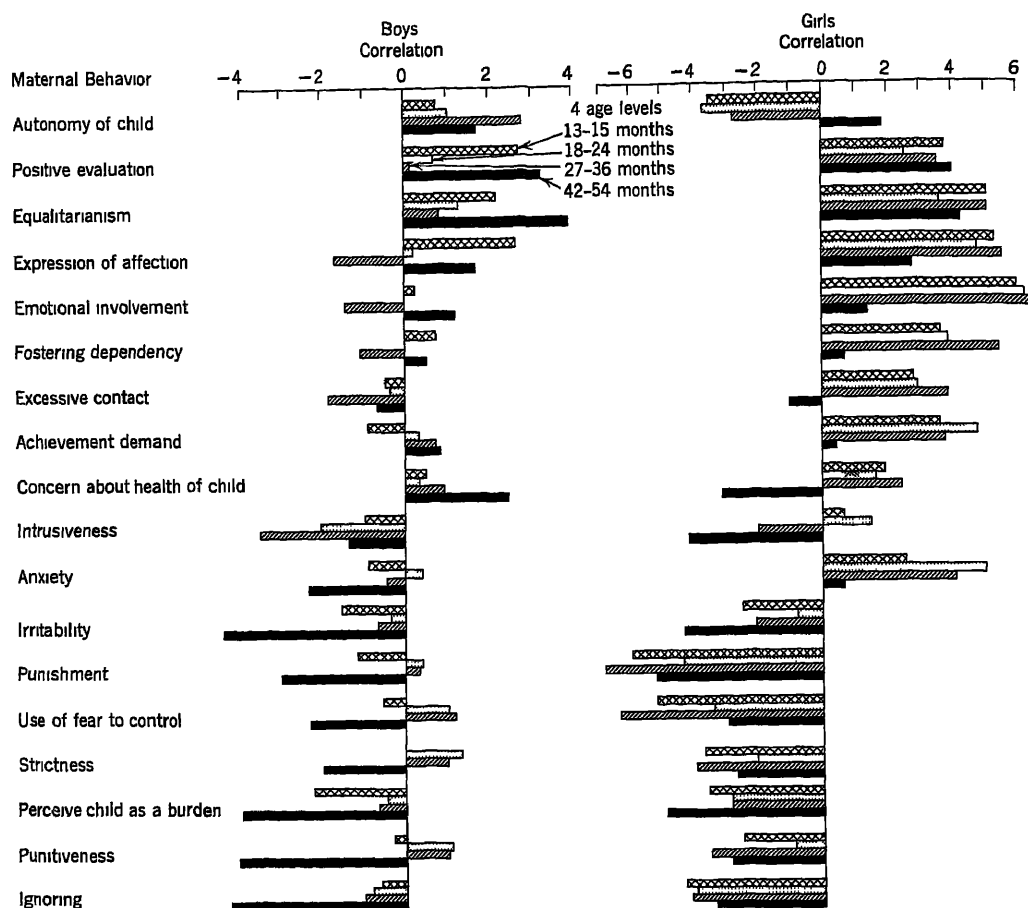 Boys
Correlation
Girls
Correlation
Maternal Behavior
-4 -2 0 2 4
-6 -4 -2 0 2 4 6
4 age levels
13-15 months
18-24 months
27-36 months
42-54 months
Autonomy of child
Positive evaluation
Equalitarianism
Expression of affection
Emotional involvement
Fostering dependency
Excessive contact
Achievement demand
Concern about health of child
Intrusiveness
Anxiety
Irritability
Punishment
Use of fear to control
Strictness
Perceive child as a burden
Punitiveness
Ignoring